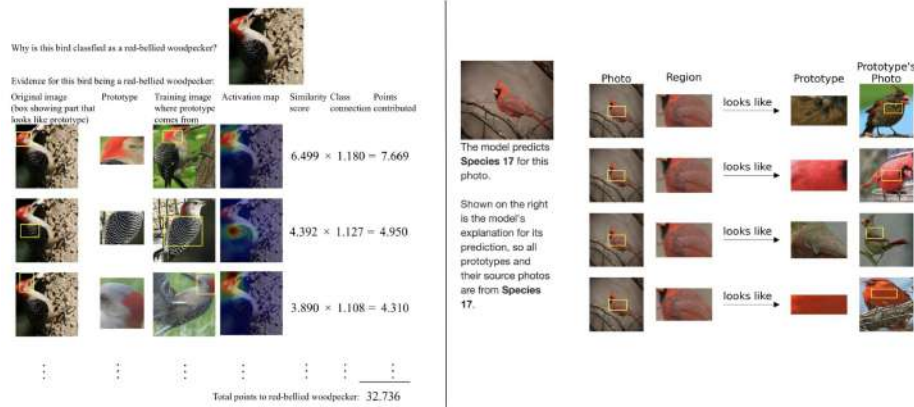 Why is this bird classfied as a red-bellied woodpecker?
Evidence for this bird being a red-bellied woodpecker:
Original image
(box showing part that
looks like prototype)
Prototype
Training image
where prototype
comes from
Activation map
Similarity
score
Class
connection
Points
contributed
6.499 × 1.180 = 7.669
4.392 × 1.127 = 4.950
3.890 × 1.108 = 4.310
Total points to red-bellied woodpecker: 32.736
The model predicts
Species 17 for this
photo.
Shown on the right
is the model's
explanation for its
prediction, so all
prototypes and
their source photos
are from Species
17.
Photo
Region
Prototype
Prototype's
Photo
looks like
looks like
looks like
looks like